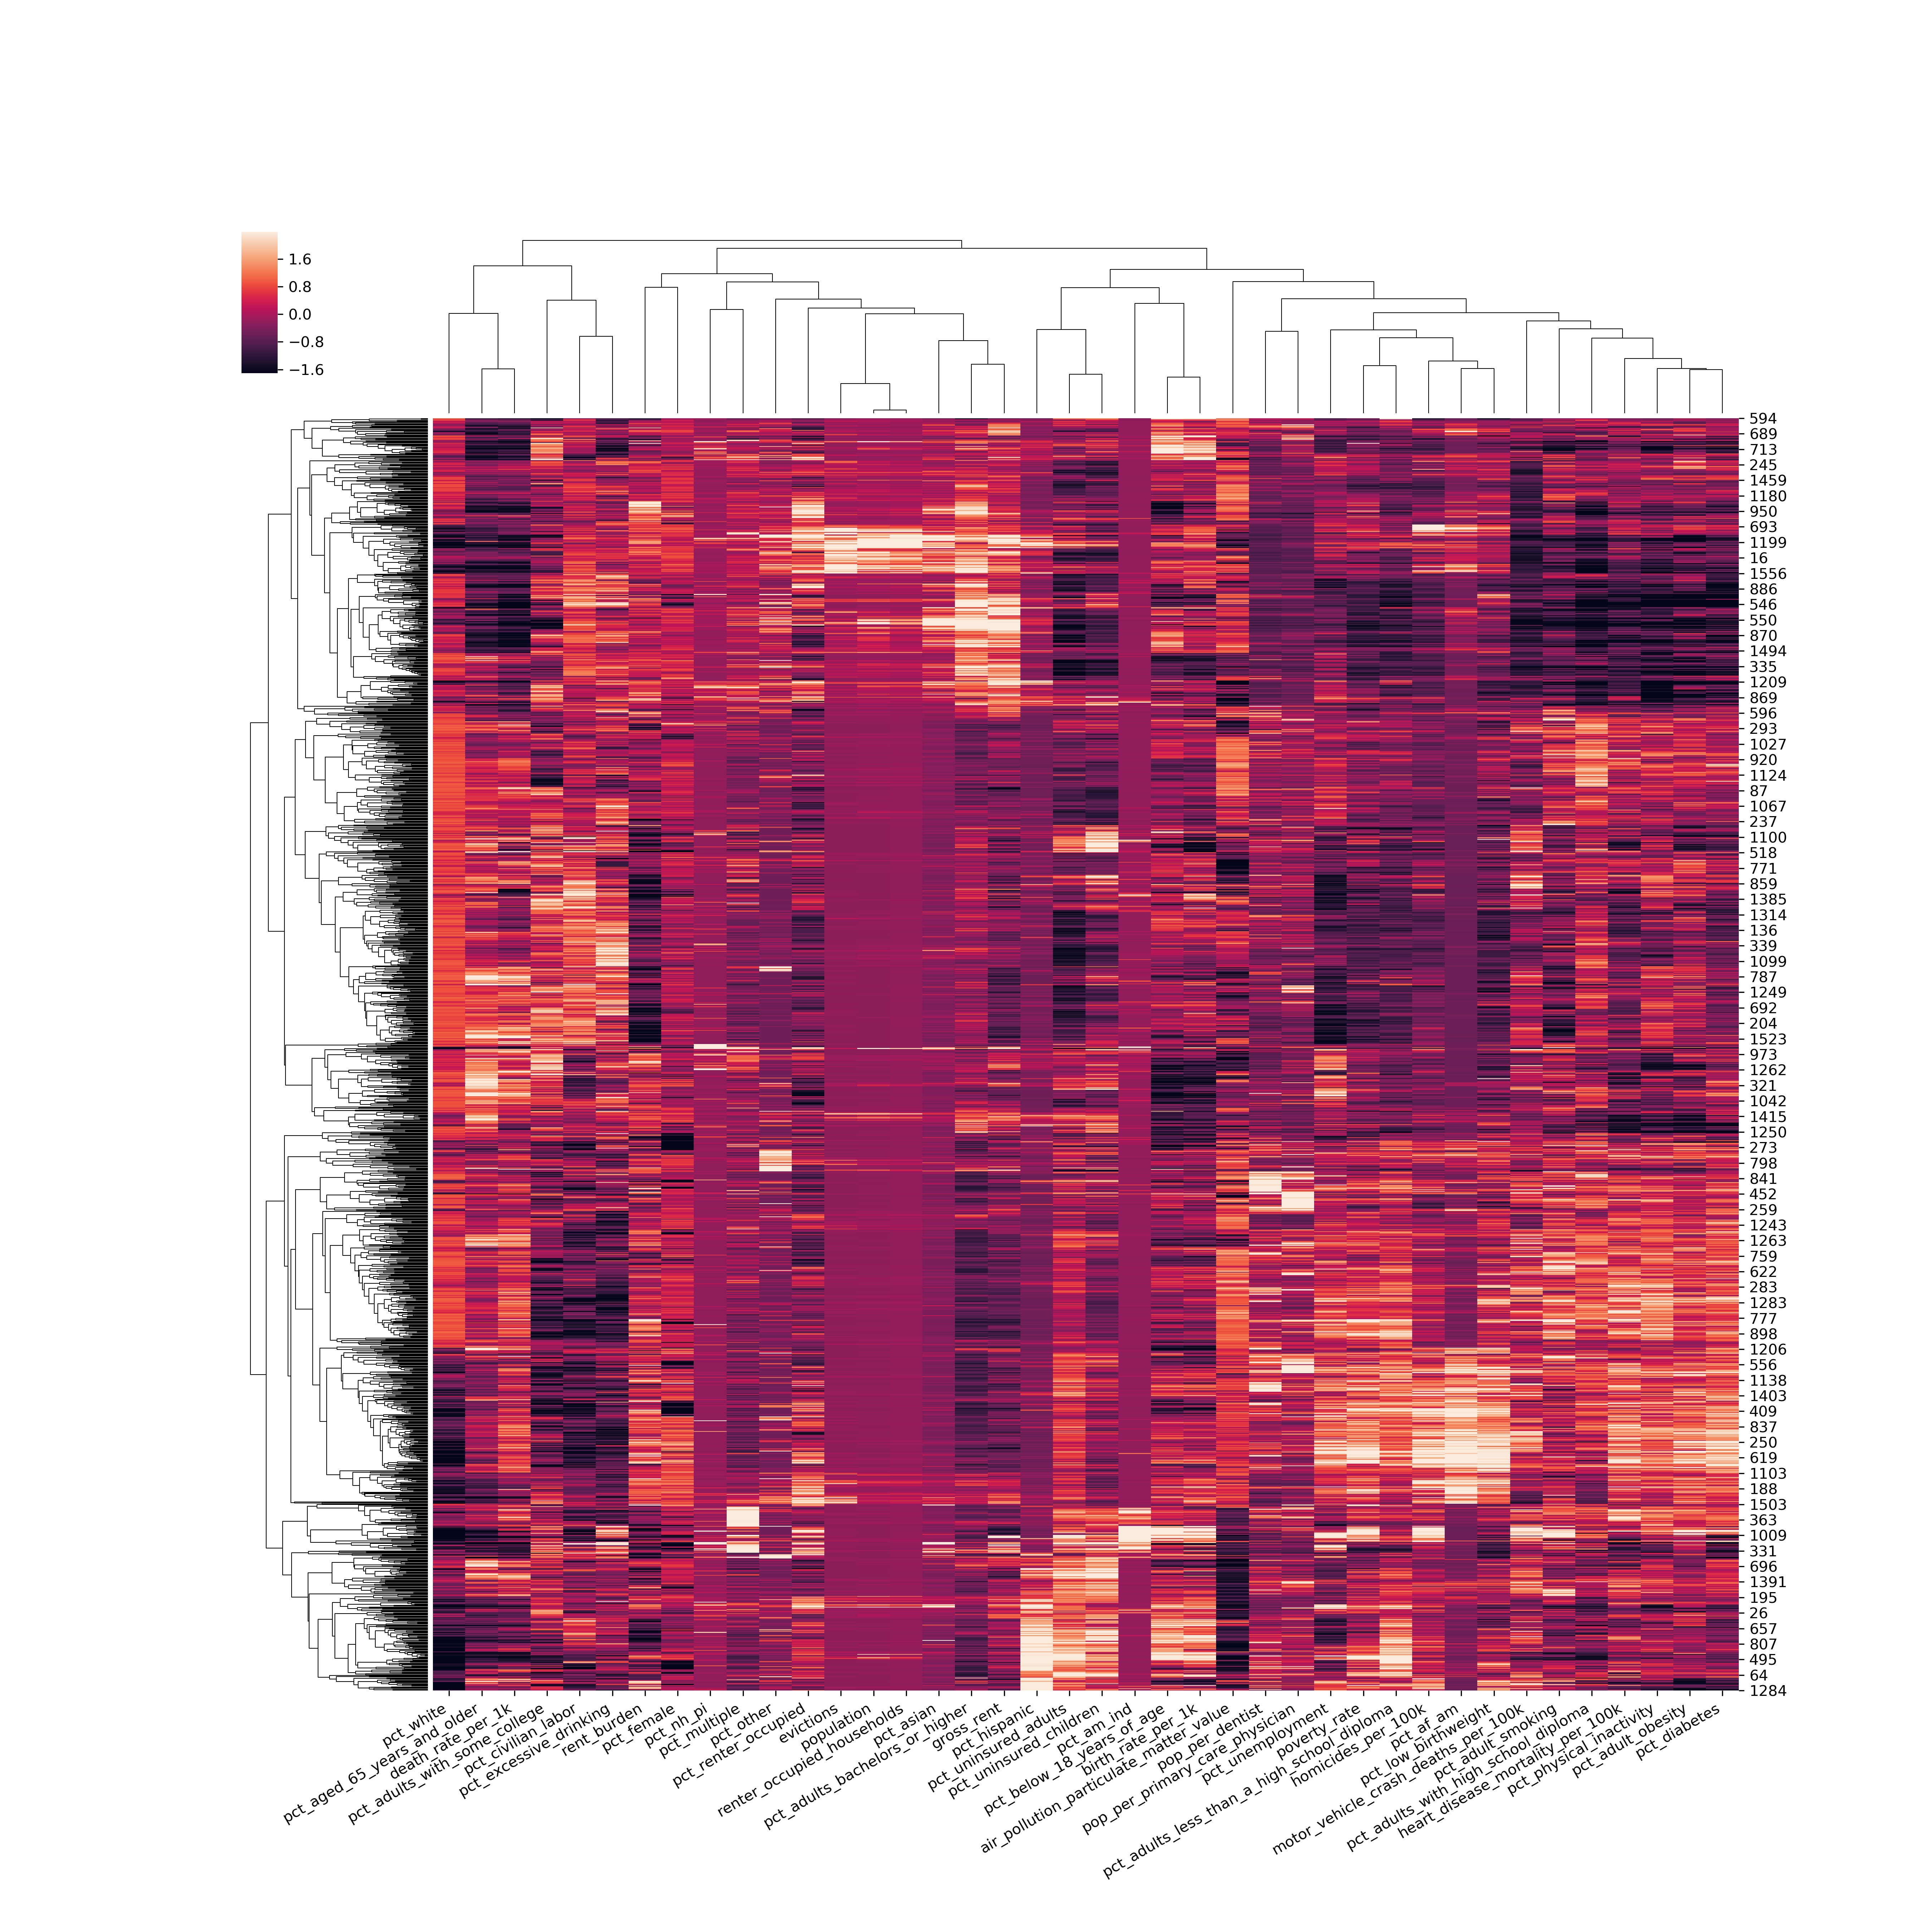 1.6
0.8
0.0
−0.8
−1.6
594
689
713
245
1459
1180
950
693
1199
16
1556
886
546
550
870
1494
335
1209
869
596
293
1027
920
1124
87
1067
237
1100
518
771
859
1385
1314
136
339
1099
787
1249
692
204
1523
973
1262
321
1042
1415
1250
273
798
841
452
259
1243
1263
759
622
283
1283
777
898
1206
556
1138
1403
409
837
250
619
1103
188
1503
363
1009
331
696
1391
195
26
657
807
495
64
1284
pct_white
pct_aged_65_years_and_older
death_rate_per_1k
pct_adults_with_some_college
pct_civilian_labor
pct_excessive_drinking
rent_burden
pct_female
pct_nh_pi
pct_multiple
pct_other
pct_renter_occupied
evictions
population
renter_occupied_households
pct_asian
pct_adults_bachelors_or_higher
gross_rent
pct_hispanic
pct_uninsured_adults
pct_uninsured_children
pct_am_ind
pct_below_18_years_of_age
birth_rate_per_1k
air_pollution_particulate_matter_value
pop_per_dentist
pop_per_primary_care_physician
pct_unemployment
poverty_rate
pct_adults_less_than_a_high_school_diploma
homicides_per_100k
pct_af_am
pct_low_birthweight
motor_vehicle_crash_deaths_per_100k
pct_adult_smoking
pct_adults_with_high_school_diploma
heart_disease_mortality_per_100k
pct_physical_inactivity
pct_adult_obesity
pct_diabetes